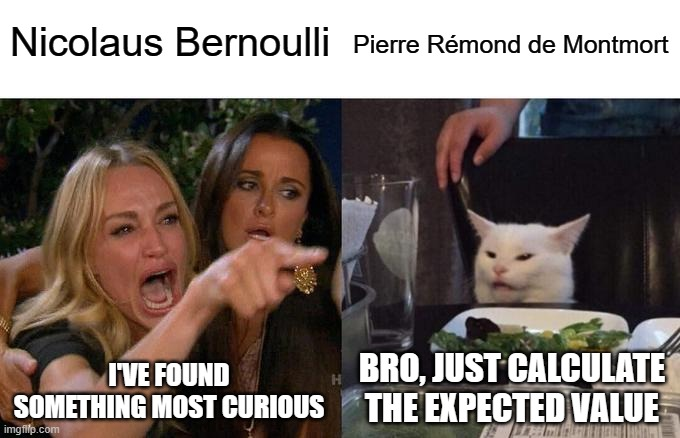 Nicolaus Bernoulli
Pierre Rémond de Montmort
I'VE FOUND
SOMETHING MOST CURIOUS
BRO, JUST CALCULATE
THE EXPECTED VALUE
imgflip.com